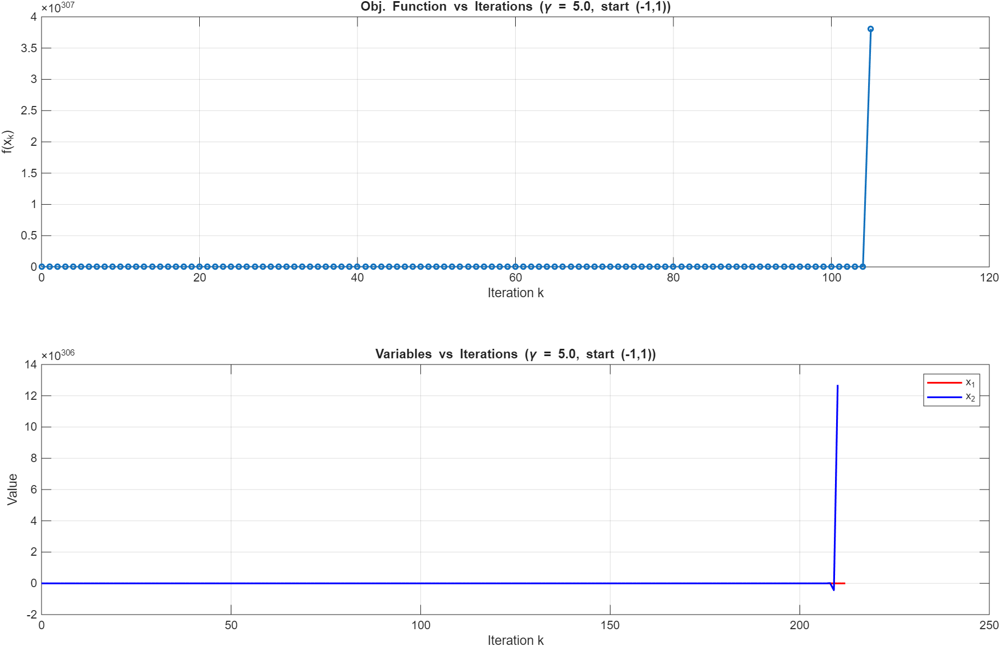 Obj. Function vs Iterations (γ = 5.0, start (-1,1))
×10^307
4
3.5
3
2.5
2
1.5
1
0.5
0
f(x_k)
0 20 40 60 80 100 120
Iteration k
Variables vs Iterations (γ = 5.0, start (-1,1))
×10^306
14
12
10
8
6
4
2
0
-2
Value
x_1
x_2
0 50 100 150 200 250
Iteration k